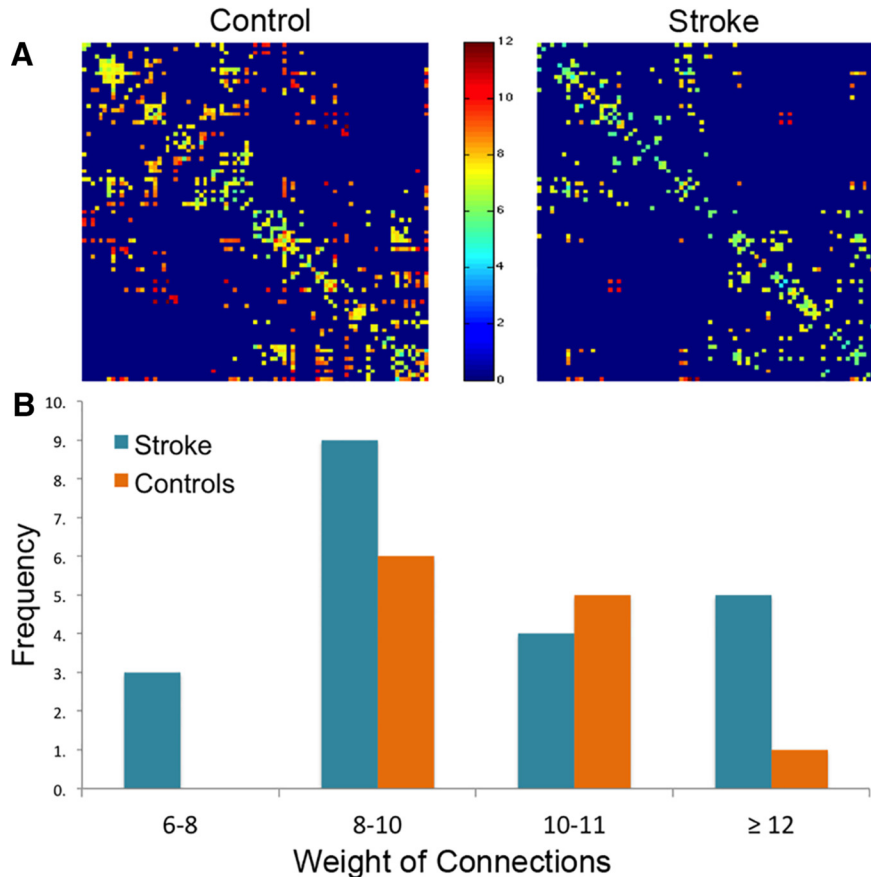 Control
Stroke
A
12
10
8
6
4
2
0
B
10.
9.
8.
7.
6.
5.
4.
3.
2.
1.
0.
Frequency
Stroke
Controls
6-8
8-10
10-11
≥ 12
Weight of Connections